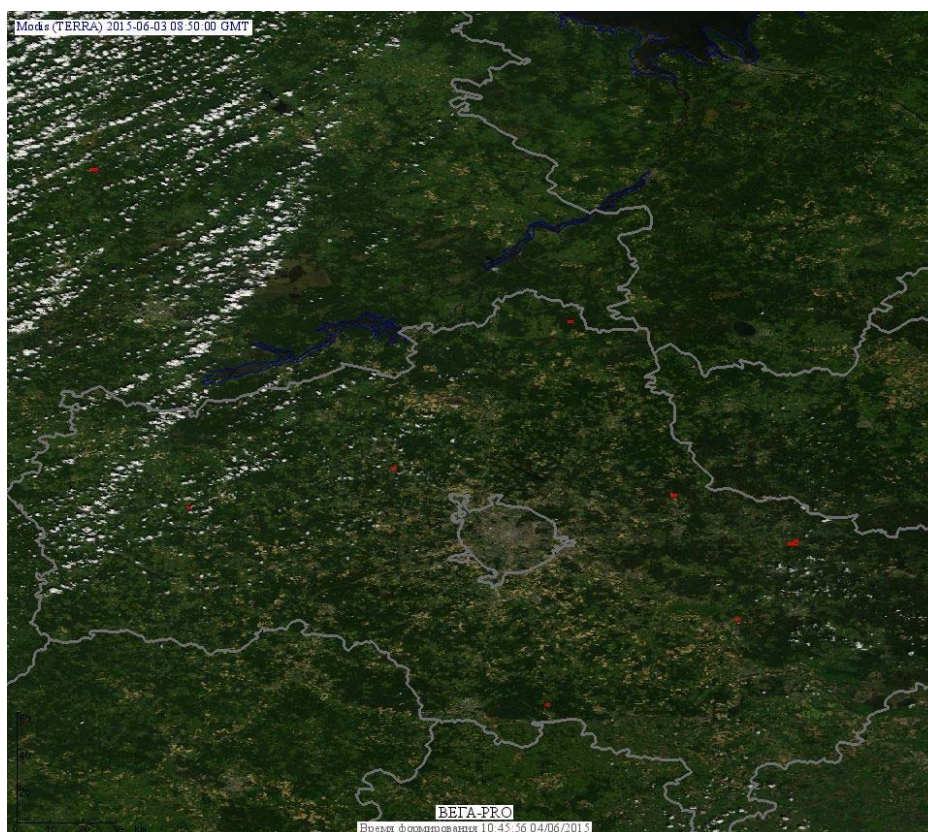 Modis (TERRA) 2015-06-03 08:50:00 GMT
ВЕГА-PRO
Время формирования 10:45:56 04/06/2015